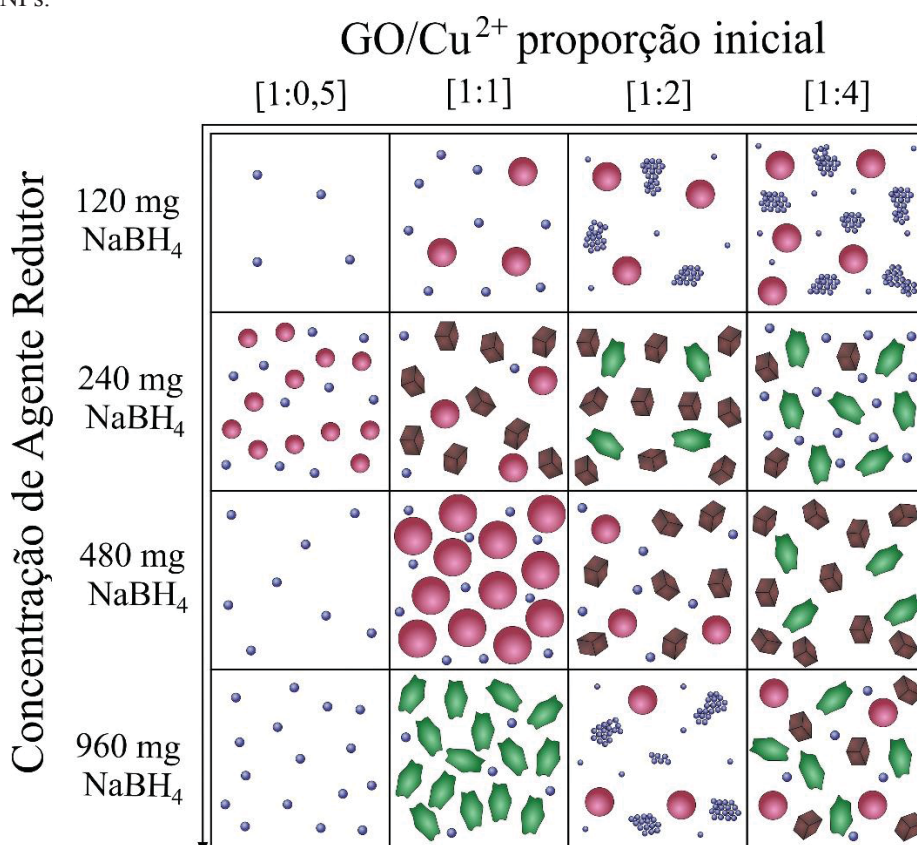 NPs.
GO/Cu²⁺ proporção inicial
[1:0,5] [1:1] [1:2] [1:4]
Concentração de Agente Redutor
120 mg
NaBH₄
240 mg
NaBH₄
480 mg
NaBH₄
960 mg
NaBH₄